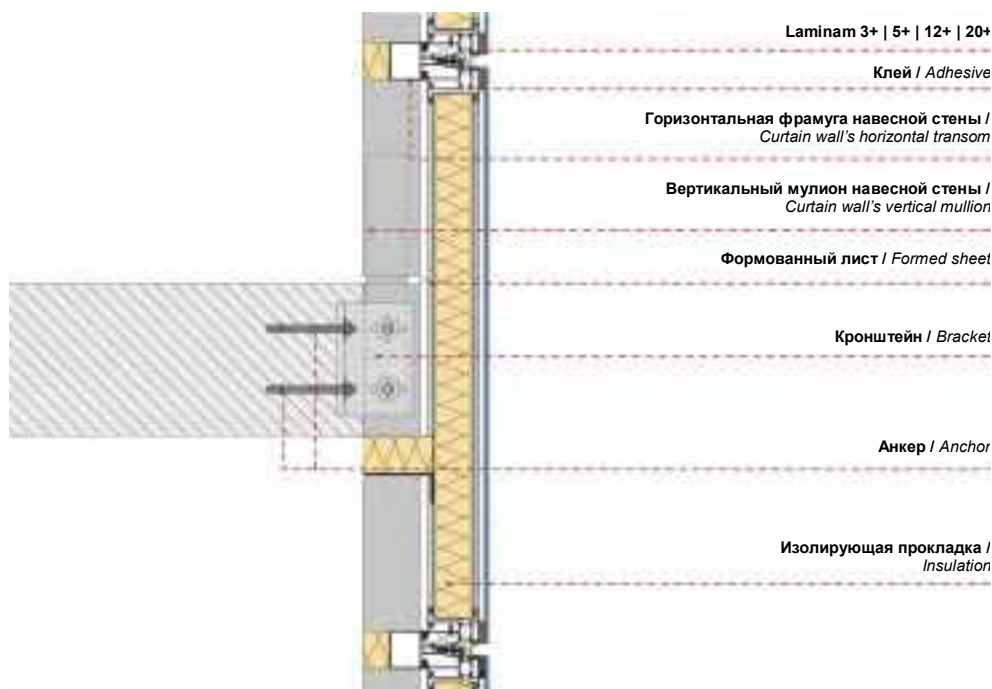 Laminam 3+ | 5+ | 12+ | 20+
Клей / Adhesive
Горизонтальная фрамуга навесной стены /
Curtain wall's horizontal transom
Вертикальный мулион навесной стены /
Curtain wall's vertical mullion
Формованный лист / Formed sheet
Кронштейн / Bracket
Анкер / Anchor
Изолирующая прокладка /
Insulation